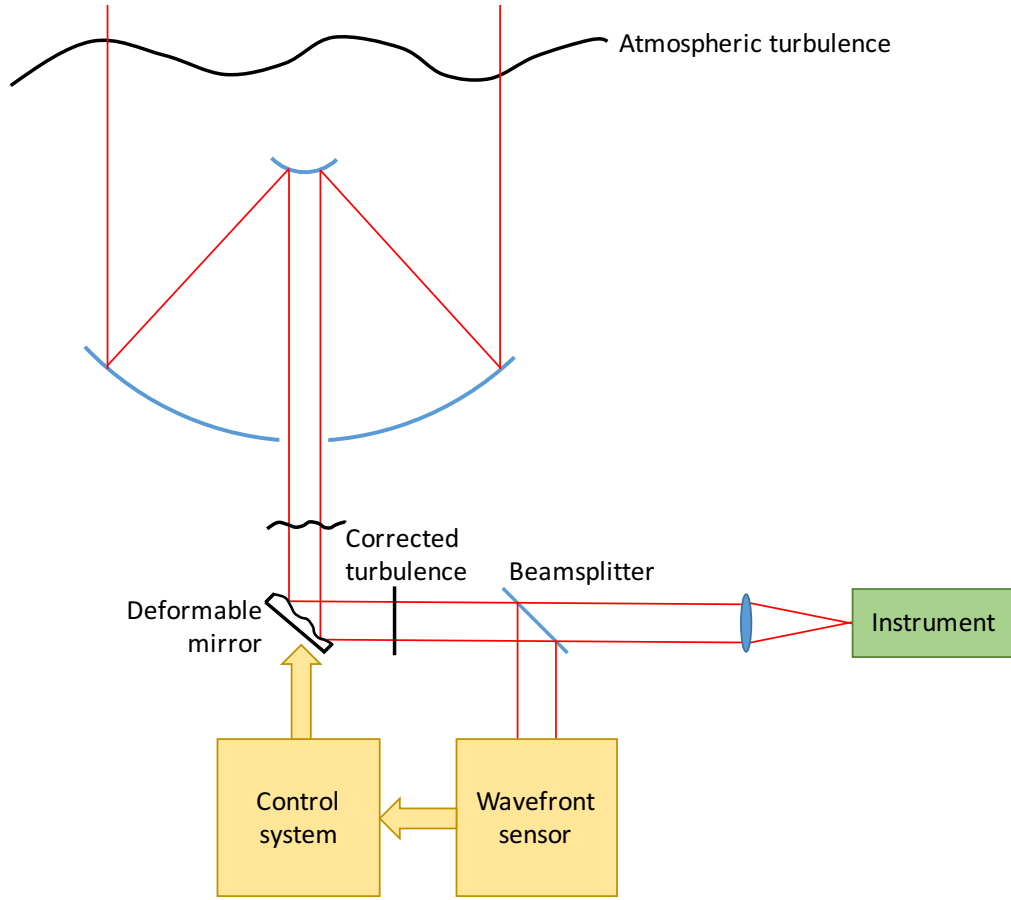 Atmospheric turbulence
Corrected
turbulence
Beamsplitter
Deformable
mirror
Instrument
Control
system
Wavefront
sensor